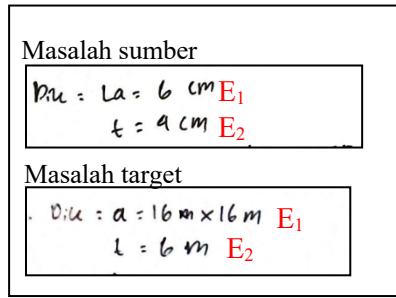 Masalah sumber
Dik : La = 6 cm E₁
t = 9 cm E₂
Masalah target
Dik : a = 16 m x 16 m E₁
t = 6 m E₂